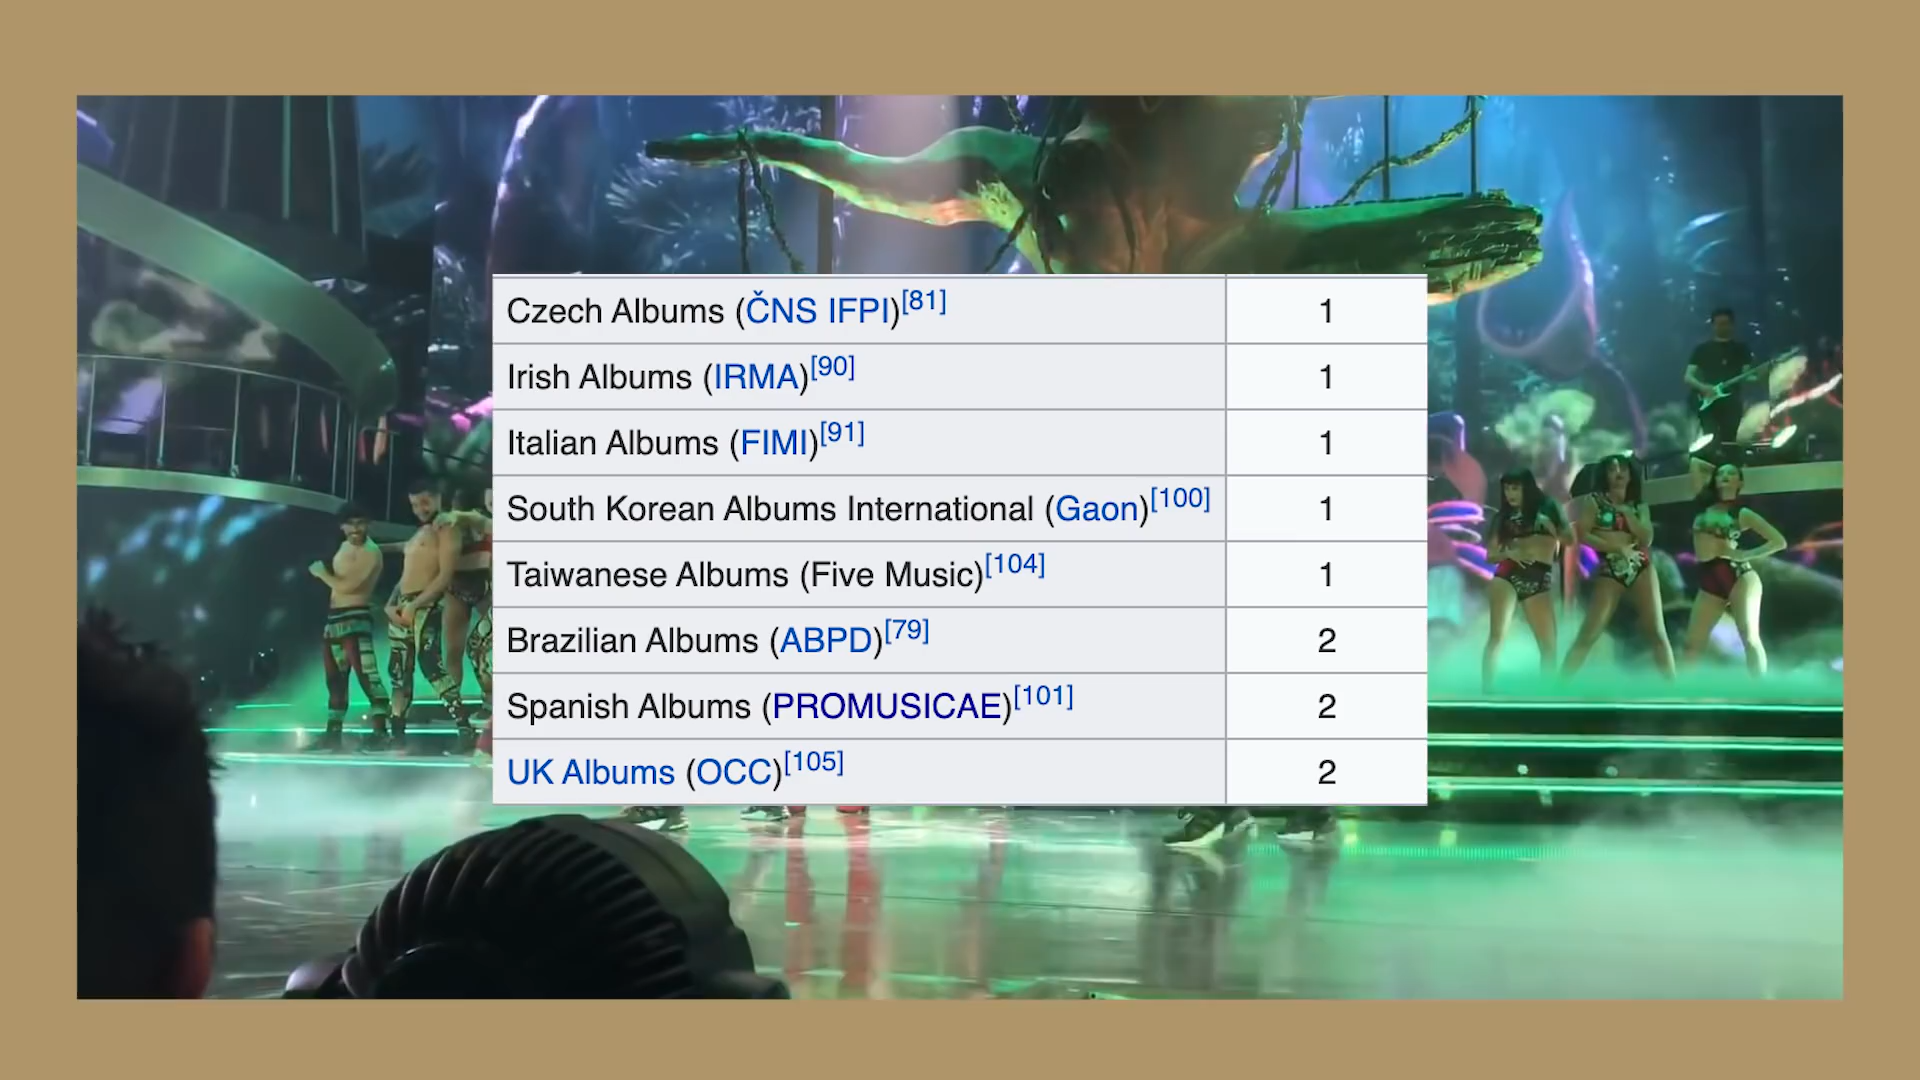 Czech Albums (ČNS IFPI)[81] 1
Irish Albums (IRMA)[90] 1
Italian Albums (FIMI)[91] 1
South Korean Albums International (Gaon)[100] 1
Taiwanese Albums (Five Music)[104] 1
Brazilian Albums (ABPD)[79] 2
Spanish Albums (PROMUSICAE)[101] 2
UK Albums (OCC)[105] 2